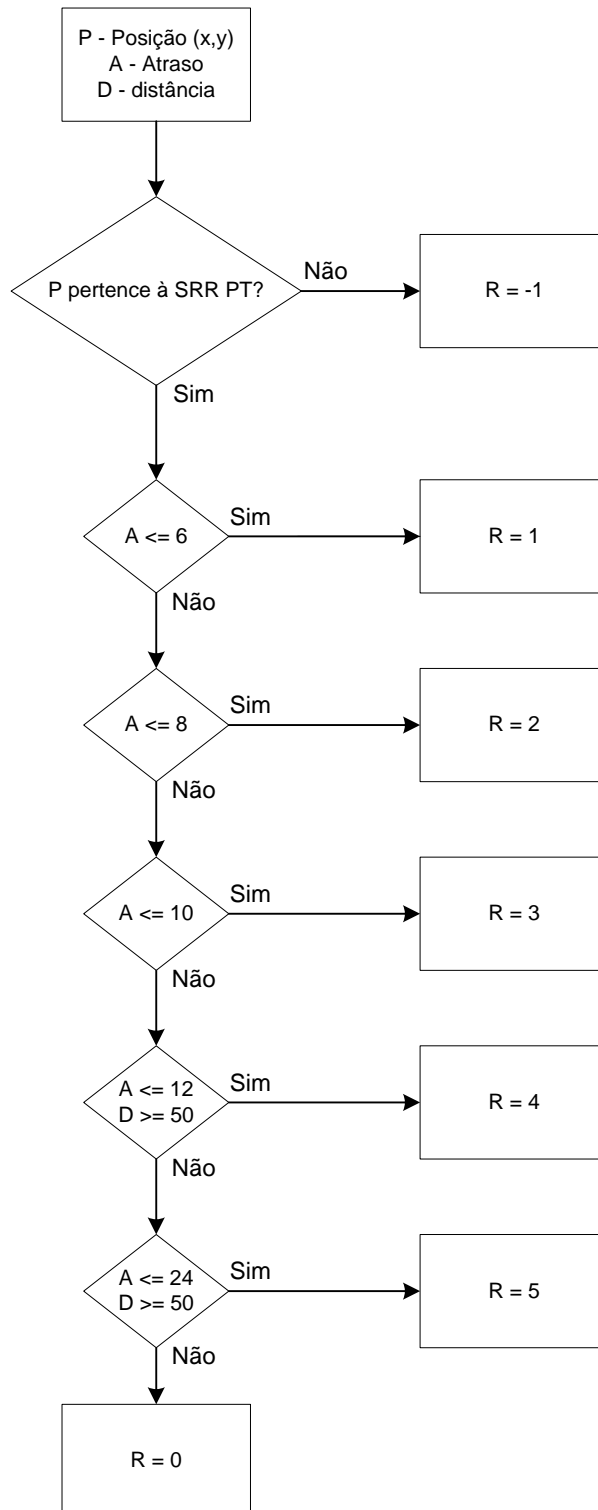 P - Posição (x,y)
A - Atraso
D - distância
P pertence à SRR PT?
Não
R = -1
Sim
A <= 6
Sim
R = 1
Não
A <= 8
Sim
R = 2
Não
A <= 10
Sim
R = 3
Não
A <= 12
D >= 50
Sim
R = 4
Não
A <= 24
D >= 50
Sim
R = 5
Não
R = 0